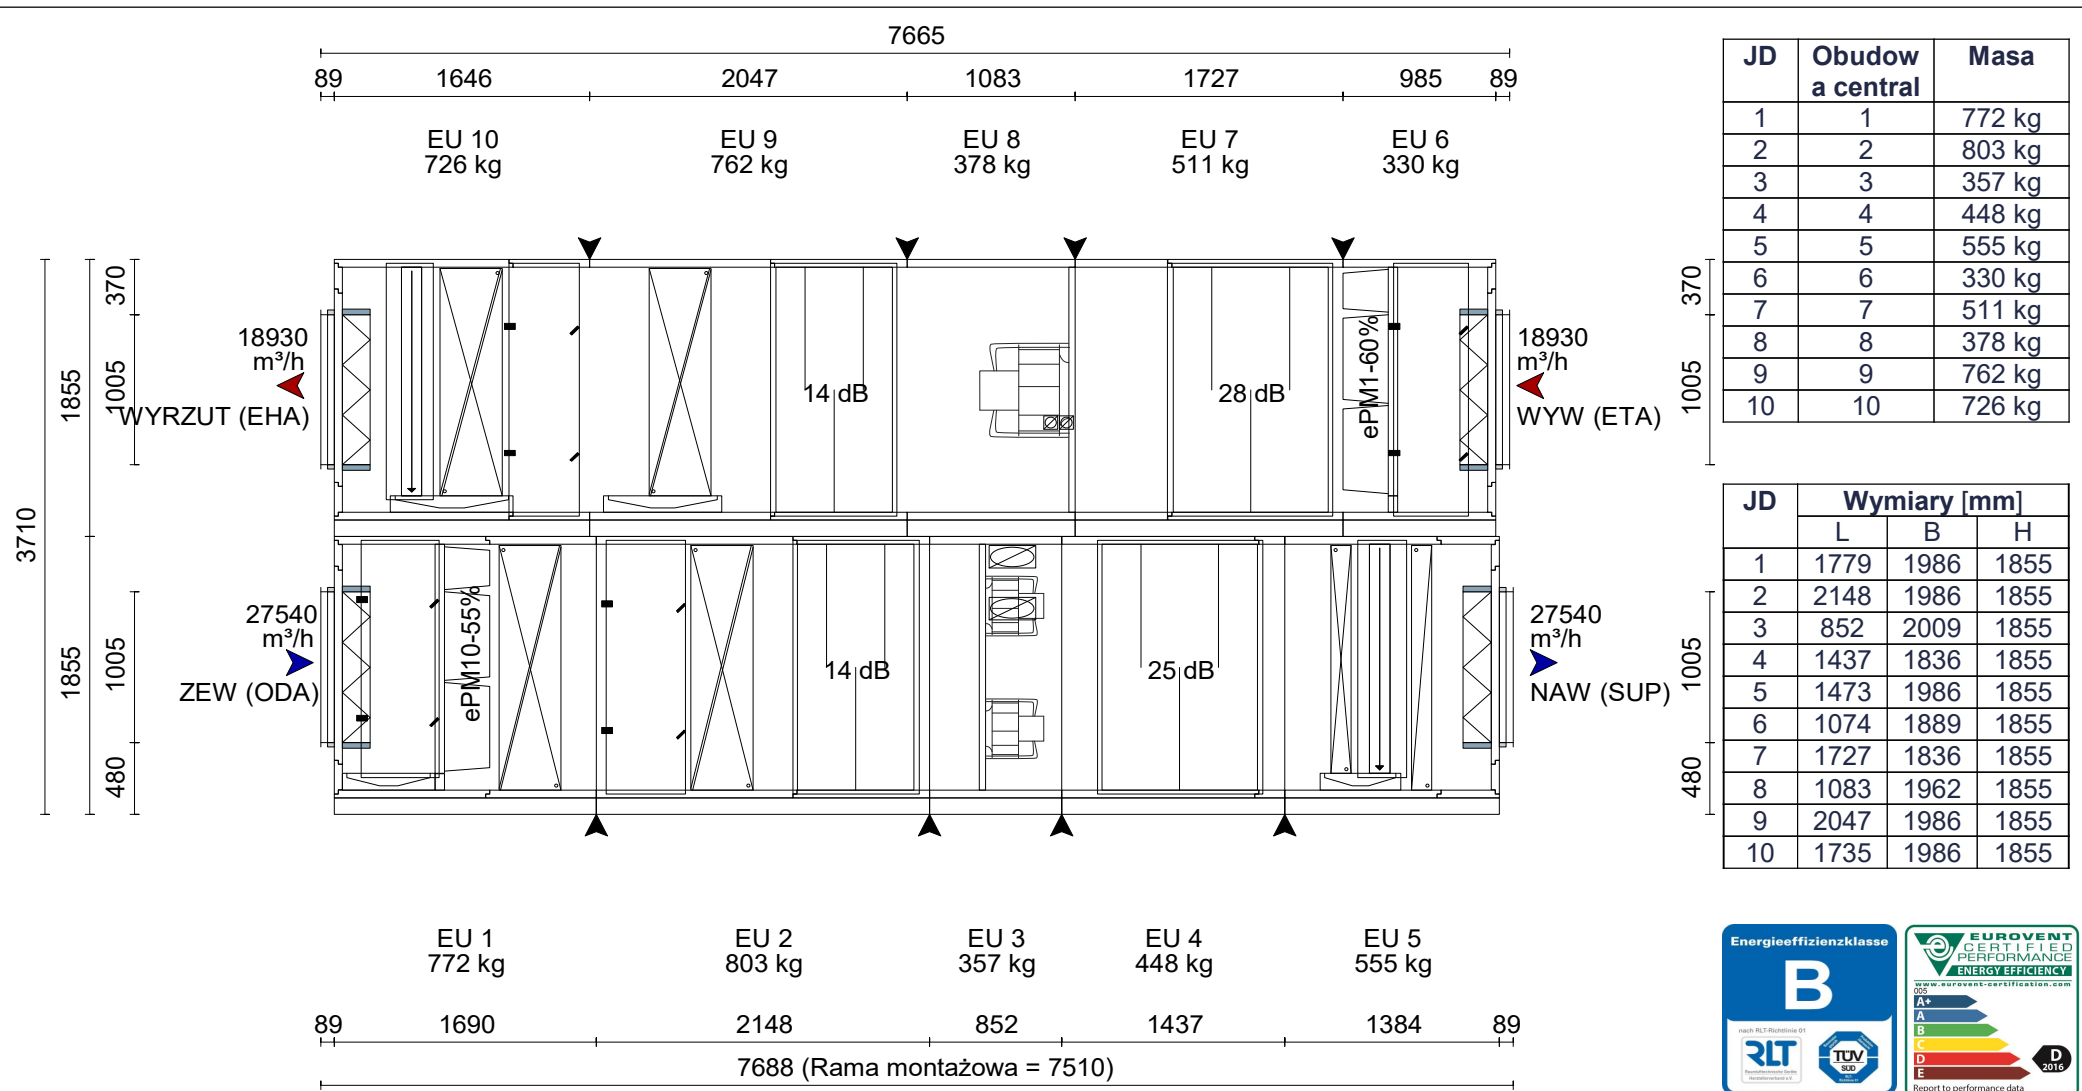 7665
89 1646 2047 1083 1727 985 89
EU 10 EU 9 EU 8 EU 7 EU 6
726 kg 762 kg 378 kg 511 kg 330 kg
370
1005
1855
3710
1855
1005
480
18930
m³/h
WYRZUT (EHA)
14 dB
28 dB
ePM1-60%
18930
m³/h
WYW (ETA)
370
1005
27540
m³/h
ZEW (ODA)
ePM10-55%
14 dB
25 dB
27540
m³/h
NAW (SUP)
1005
480
EU 1 EU 2 EU 3 EU 4 EU 5
772 kg 803 kg 357 kg 448 kg 555 kg
89 1690 2148 852 1437 1384 89
7688 (Rama montażowa = 7510)
JD Obudow Masa
a central
1 1 772 kg
2 2 803 kg
3 3 357 kg
4 4 448 kg
5 5 555 kg
6 6 330 kg
7 7 511 kg
8 8 378 kg
9 9 762 kg
10 10 726 kg
JD Wymiary [mm]
L B H
1 1779 1986 1855
2 2148 1986 1855
3 852 2009 1855
4 1437 1836 1855
5 1473 1986 1855
6 1074 1889 1855
7 1727 1836 1855
8 1083 1962 1855
9 2047 1986 1855
10 1735 1986 1855
Energieeffizienzklasse
B
nach RLT-Richtlinie 01
RLT
TÜV
SÜD
EUROVENT
CERTIFIED
PERFORMANCE
ENERGY EFFICIENCY
www.eurovent-certification.com
005
A+
A
B
C
D
E
D
2016
Report to performance data